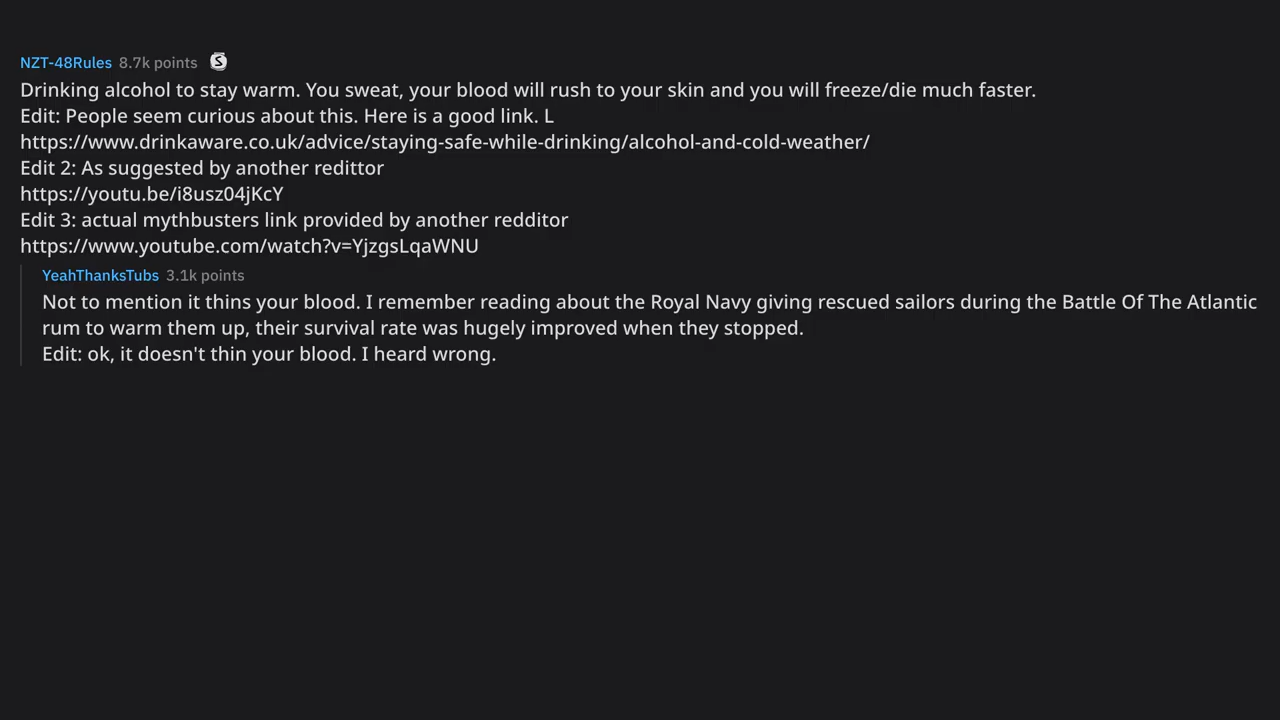 NZT-48Rules 8.7k points
Drinking alcohol to stay warm. You sweat, your blood will rush to your skin and you will freeze/die much faster.
Edit: People seem curious about this. Here is a good link. L
https://www.drinkaware.co.uk/advice/staying-safe-while-drinking/alcohol-and-cold-weather/
Edit 2: As suggested by another redittor
https://youtu.be/i8usz04jKcY
Edit 3: actual mythbusters link provided by another redditor
https://www.youtube.com/watch?v=YjzgsLqaWNU
YeahThanksTubs 3.1k points
Not to mention it thins your blood. I remember reading about the Royal Navy giving rescued sailors during the Battle Of The Atlantic
rum to warm them up, their survival rate was hugely improved when they stopped.
Edit: ok, it doesn't thin your blood. I heard wrong.